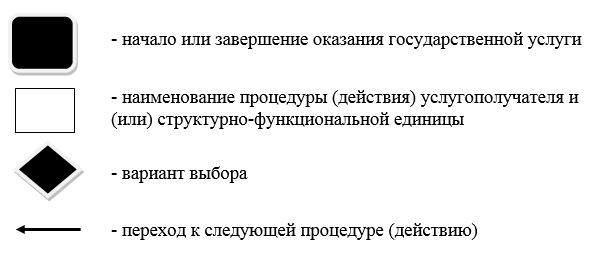 - начало или завершение оказания государственной услуги
- наименование процедуры (действия) услугополучателя и
(или) структурно-функциональной единицы
- вариант выбора
- переход к следующей процедуре (действию)